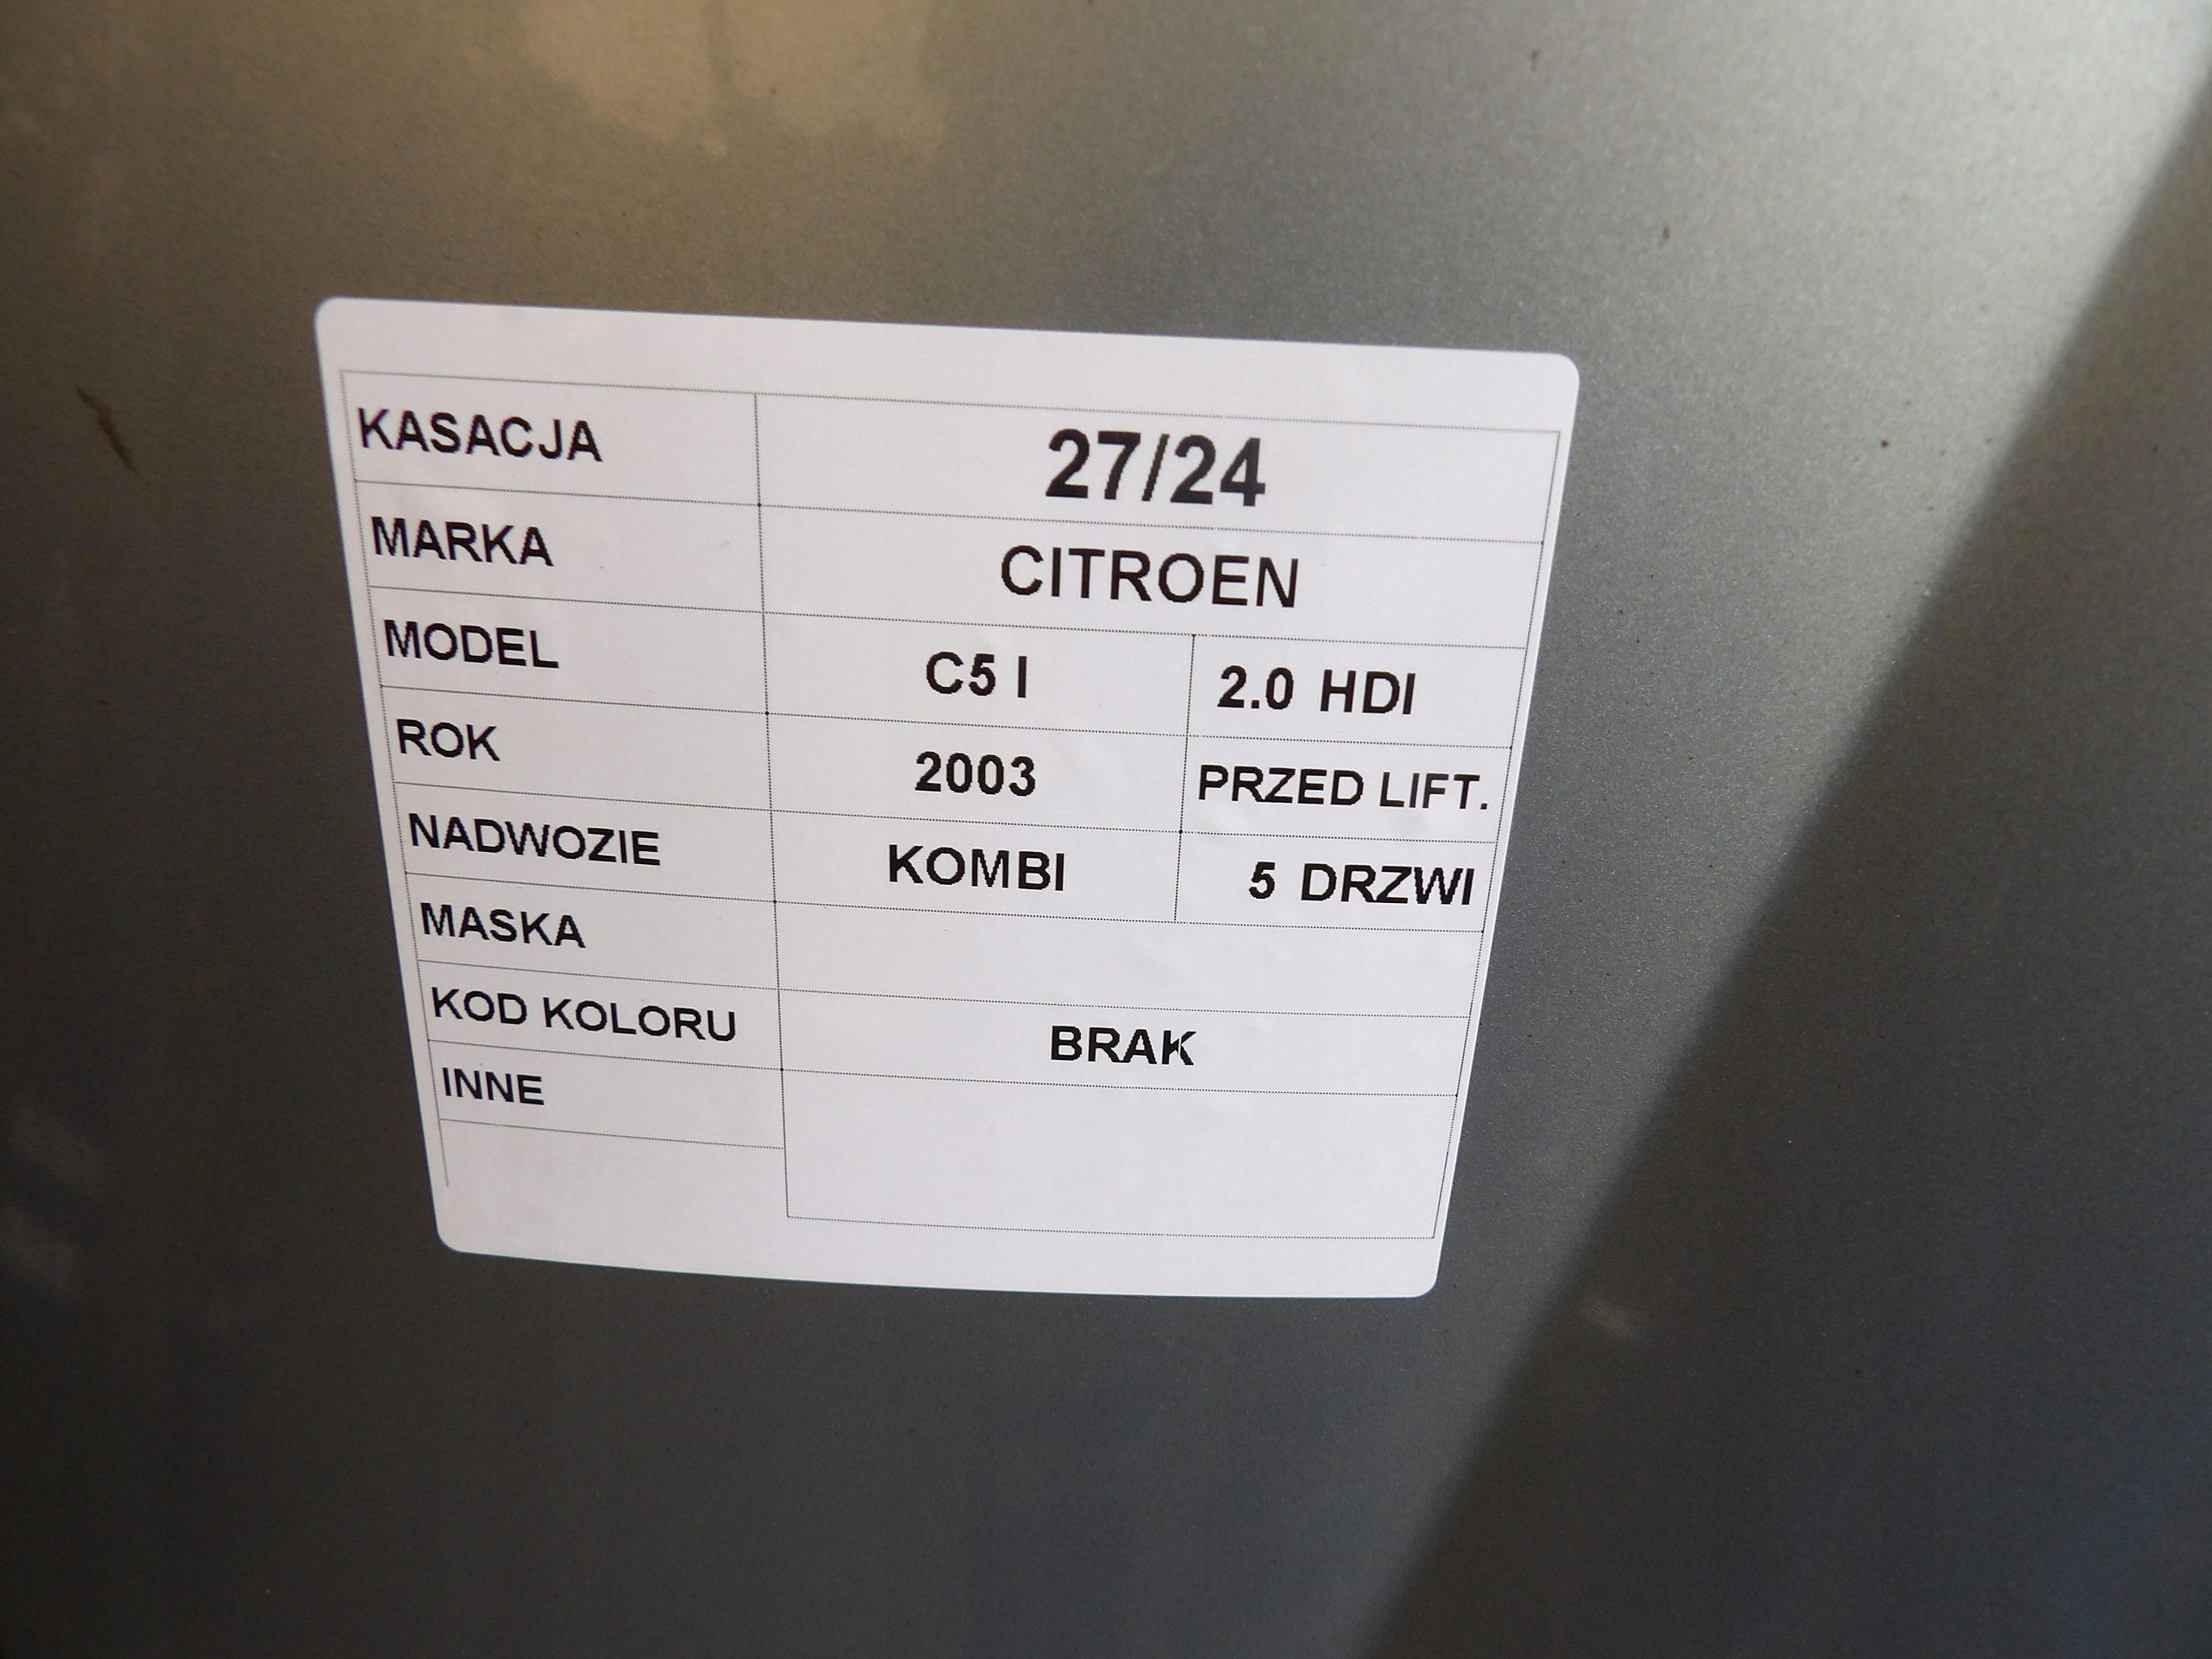 KASACJA 27/24
MARKA CITROEN
MODEL C5 I 2.0 HDI
ROK 2003 PRZED LIFT.
NADWOZIE KOMBI 5 DRZWI
MASKA
KOD KOLORU BRAK
INNE